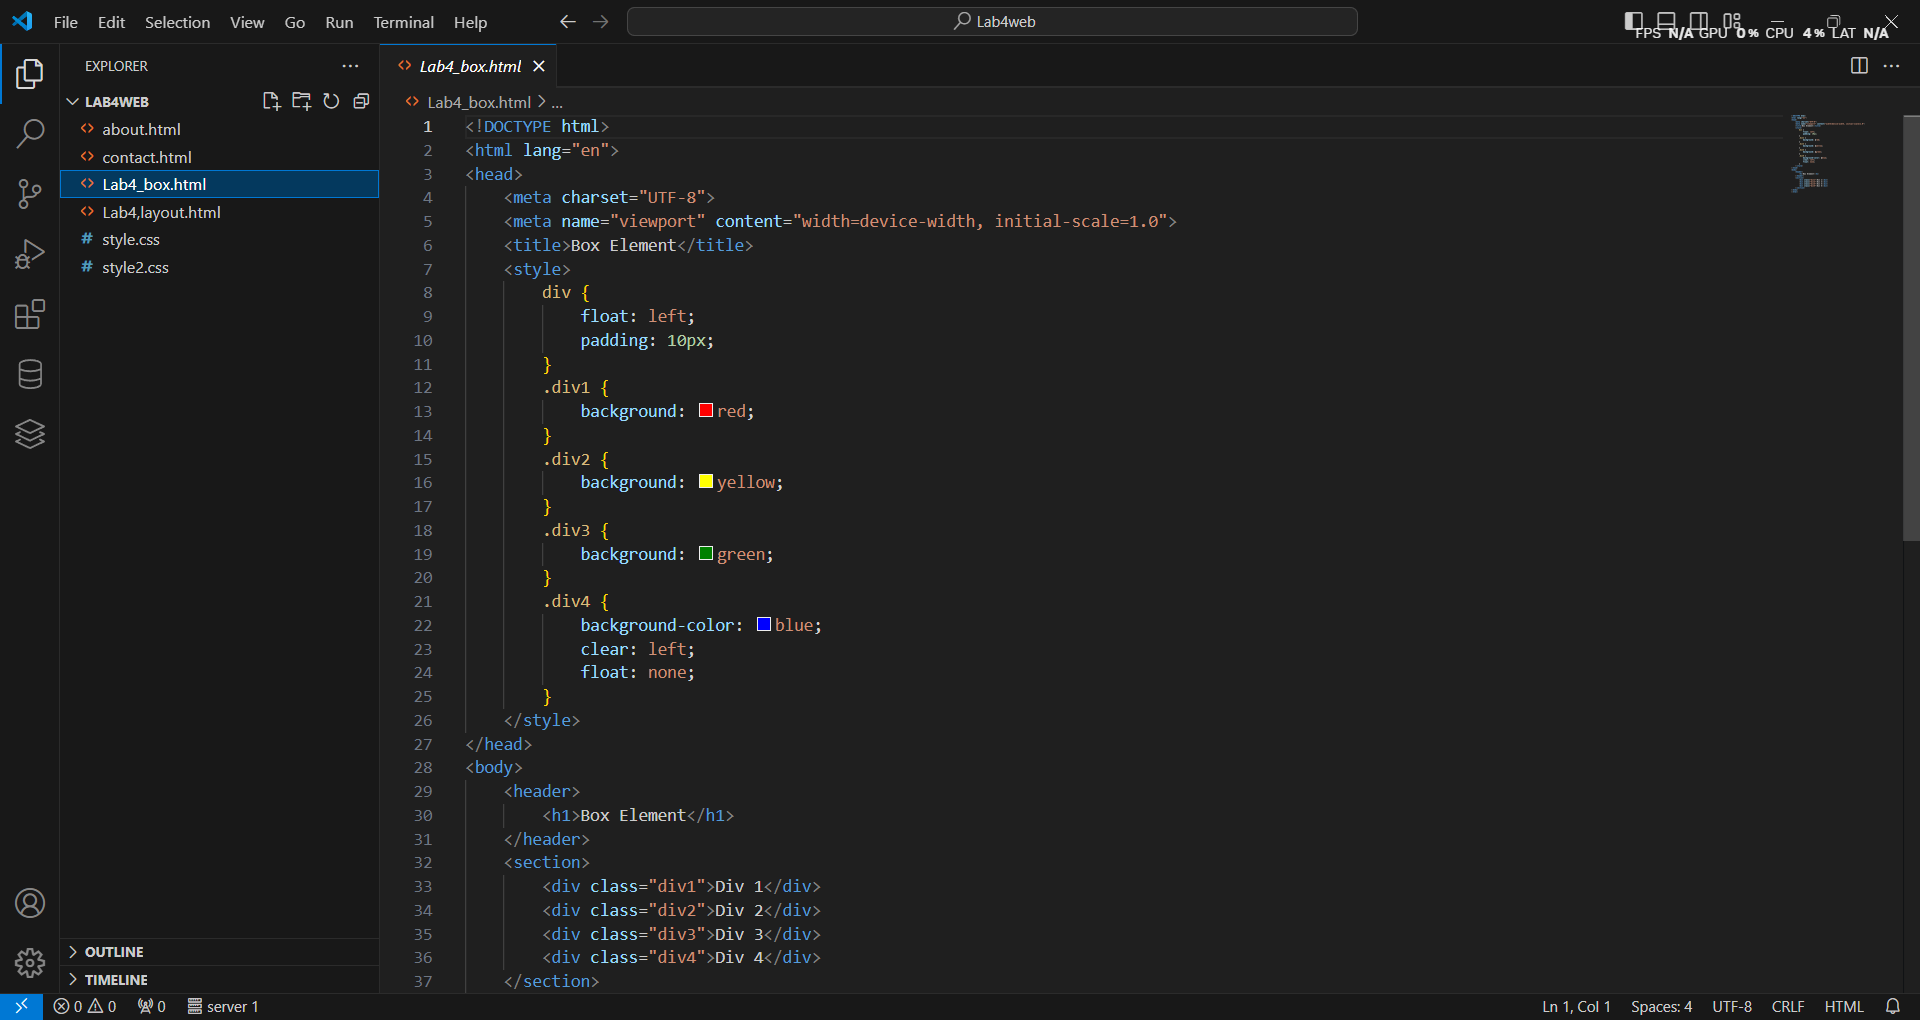 File Edit Selection View Go Run Terminal Help
Lab4web
FPS N/A GPU 0% CPU 4% LAT N/A
EXPLORER
LAB4WEB
about.html
contact.html
Lab4_box.html
Lab4,layout.html
style.css
style2.css
OUTLINE
TIMELINE
Lab4_box.html
Lab4_box.html > ...
1 <!DOCTYPE html>
2 <html lang="en">
3 <head>
4 <meta charset="UTF-8">
5 <meta name="viewport" content="width=device-width, initial-scale=1.0">
6 <title>Box Element</title>
7 <style>
8 div {
9 float: left;
10 padding: 10px;
11 }
12 .div1 {
13 background: red;
14 }
15 .div2 {
16 background: yellow;
17 }
18 .div3 {
19 background: green;
20 }
21 .div4 {
22 background-color: blue;
23 clear: left;
24 float: none;
25 }
26 </style>
27 </head>
28 <body>
29 <header>
30 <h1>Box Element</h1>
31 </header>
32 <section>
33 <div class="div1">Div 1</div>
34 <div class="div2">Div 2</div>
35 <div class="div3">Div 3</div>
36 <div class="div4">Div 4</div>
37 </section>
0 0 0 server 1
Ln 1, Col 1 Spaces: 4 UTF-8 CRLF HTML